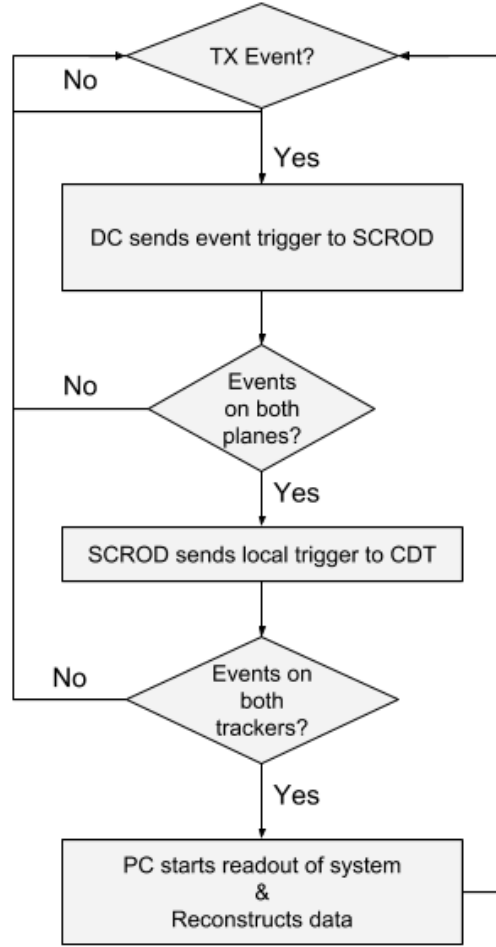 TX Event?
No
Yes
DC sends event trigger to SCROD
No
Events
on both
planes?
Yes
SCROD sends local trigger to CDT
No
Events on
both
trackers?
Yes
PC starts readout of system
&
Reconstructs data